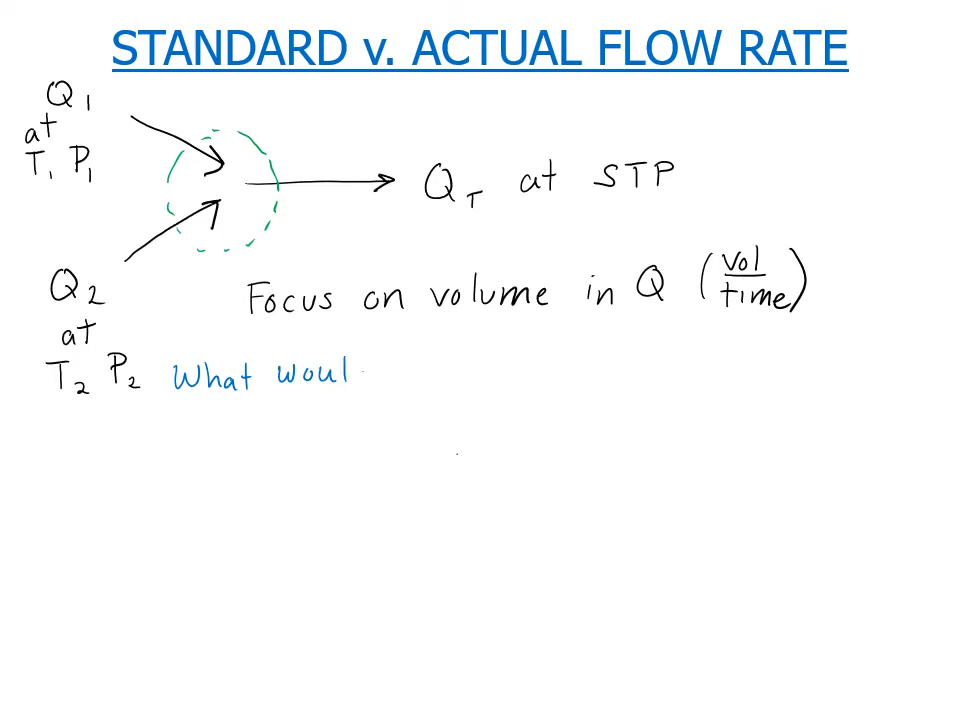 STANDARD v. ACTUAL FLOW RATE
Q1
at
T1 P1
QT at STP
Q2
at
T2 P2
Focus on volume in Q (vol/time)
What woul